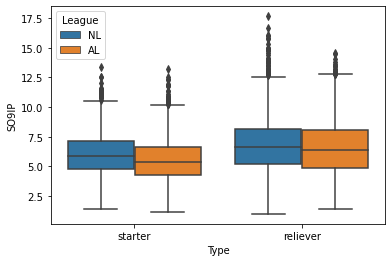 League
NL
AL
17.5
15.0
12.5
10.0
7.5
5.0
2.5
SO9IP
starter
reliever
Type